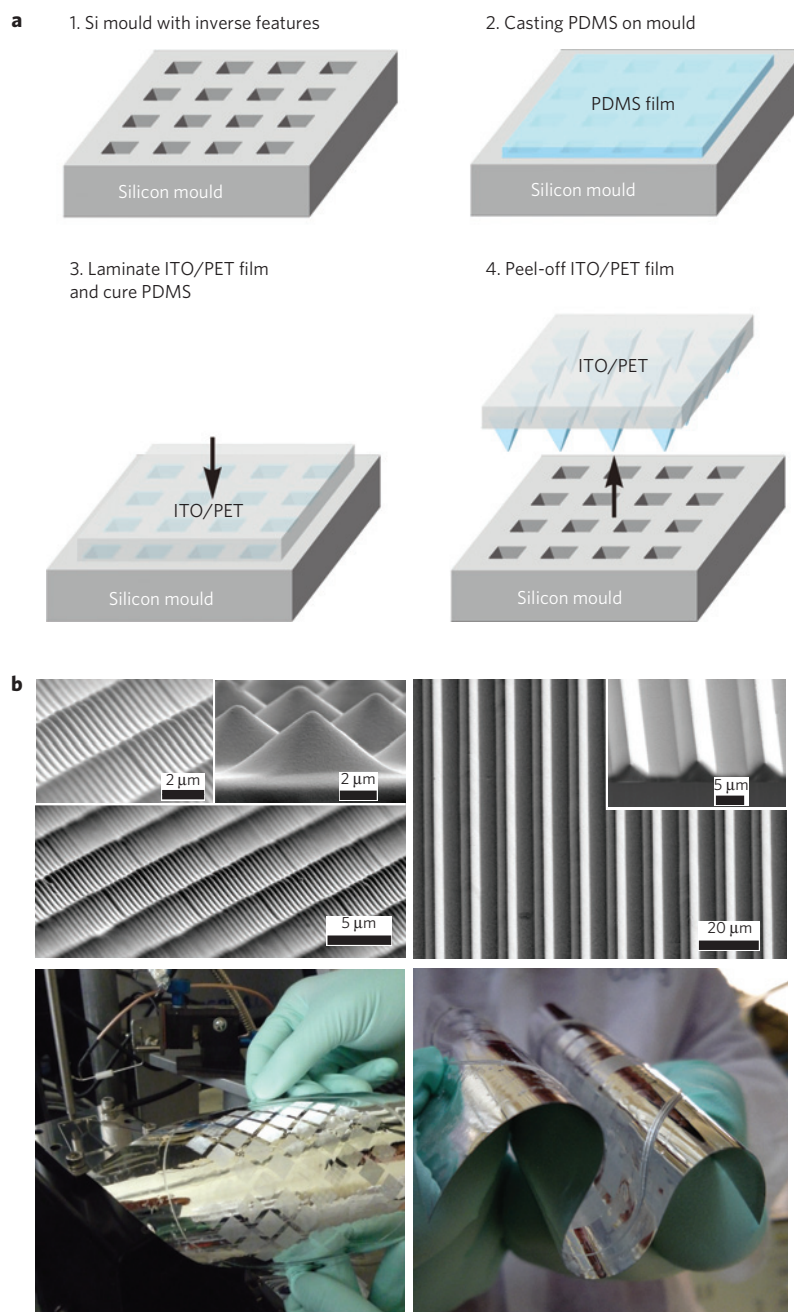 a
1. Si mould with inverse features
2. Casting PDMS on mould
PDMS film
Silicon mould
Silicon mould
3. Laminate ITO/PET film
and cure PDMS
4. Peel-off ITO/PET film
ITO/PET
ITO/PET
Silicon mould
Silicon mould
b
2 µm
2 µm
5 µm
5 µm
20 µm